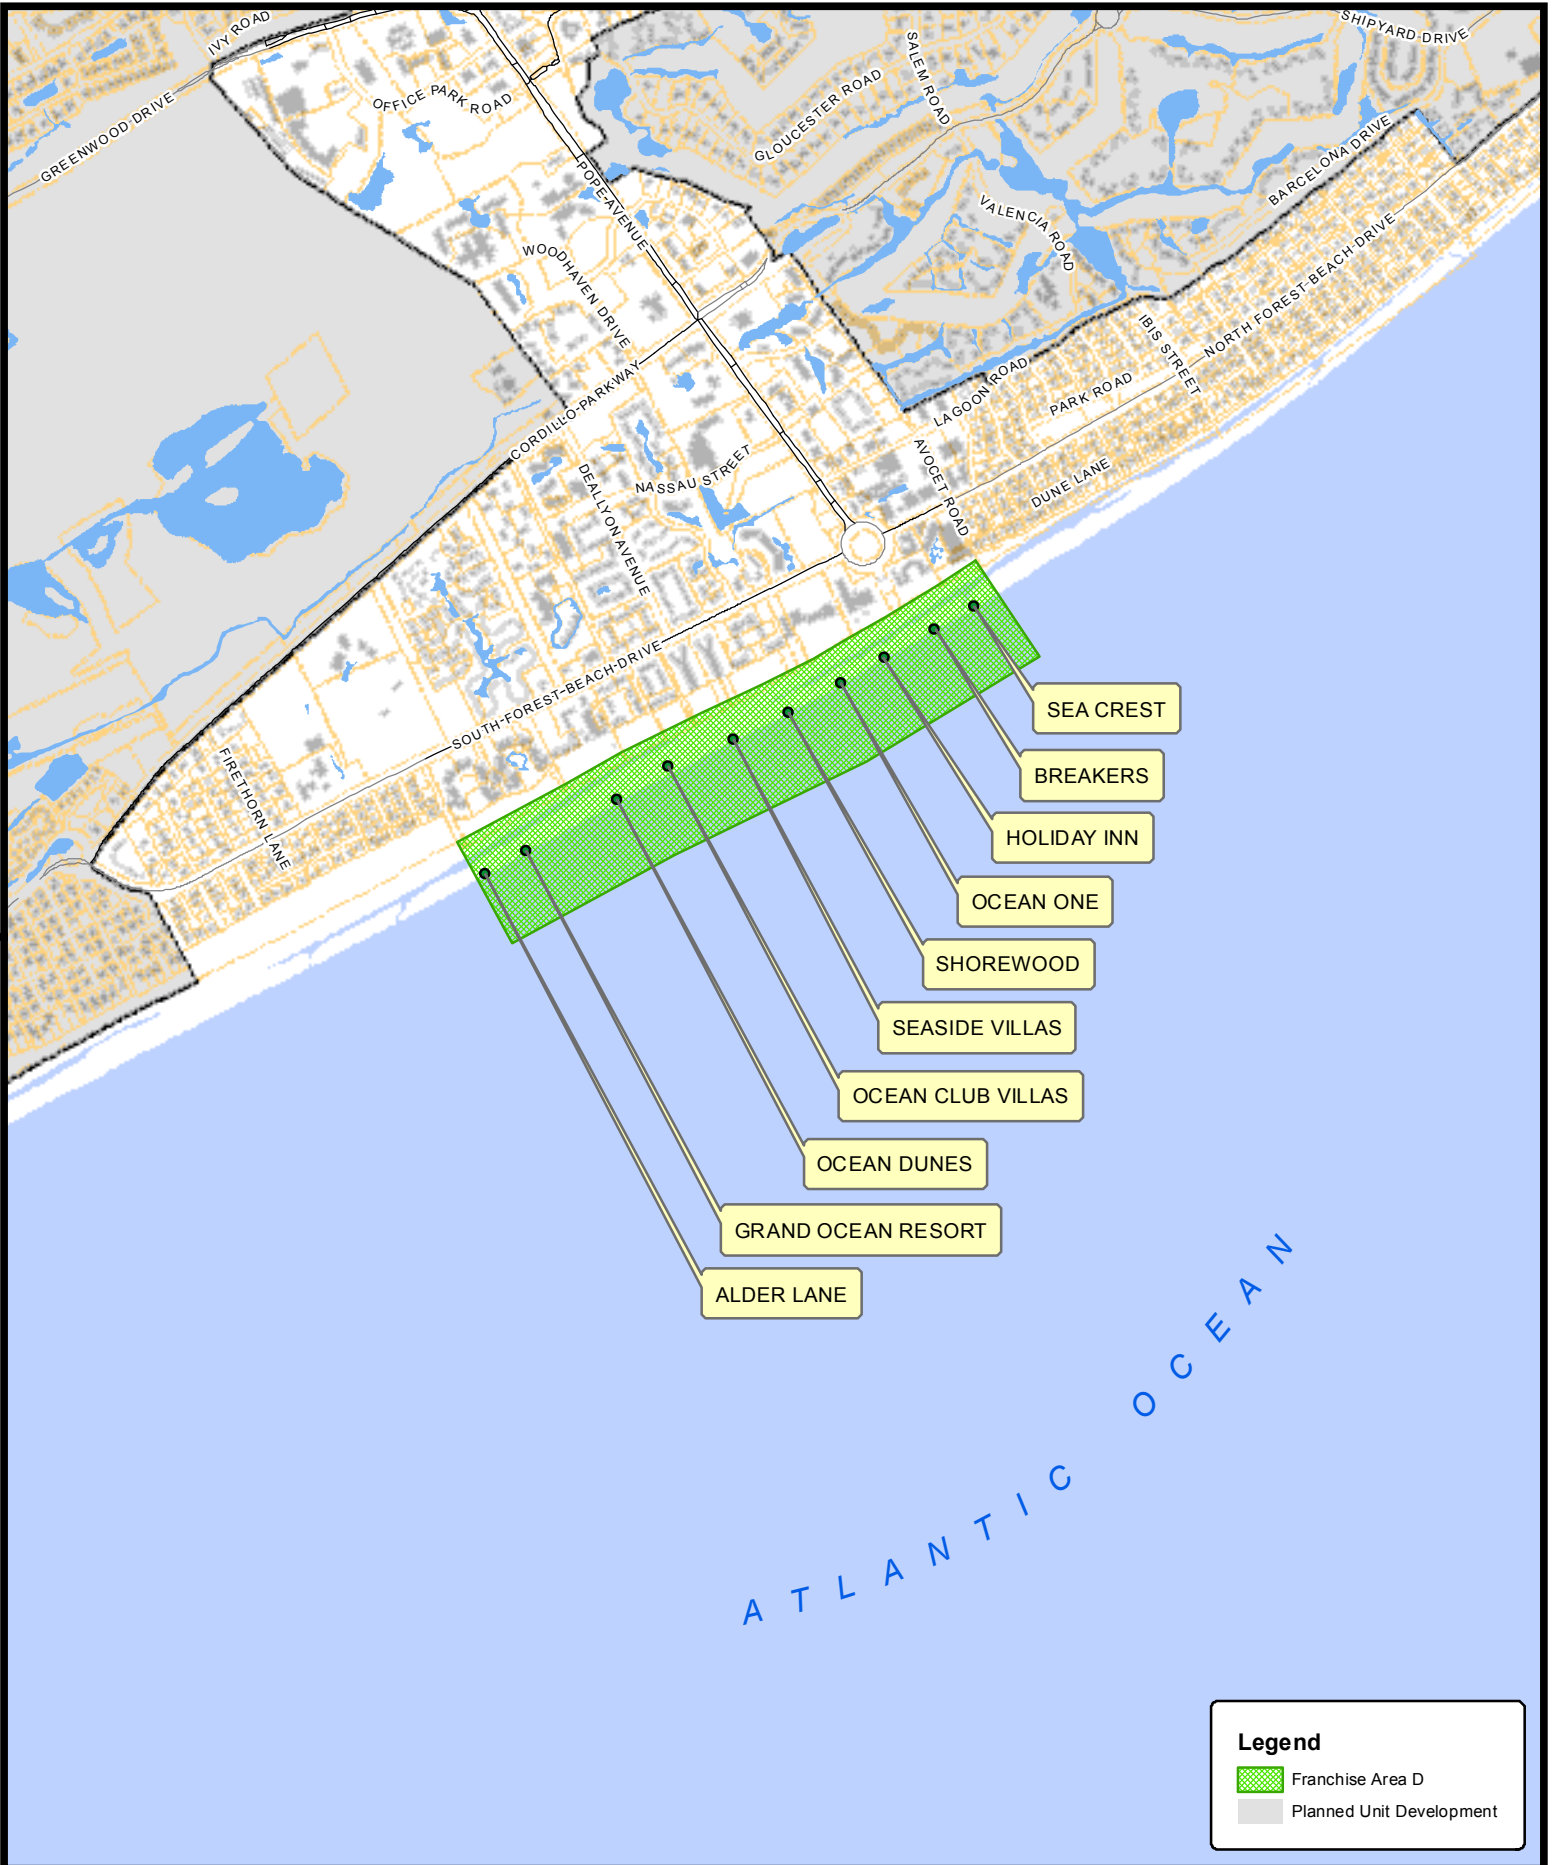 IVY ROAD
SHIPYARD DRIVE
GREENWOOD DRIVE
OFFICE PARK ROAD
SALEM ROAD
GLOUCESTER ROAD
BARCELONA DRIVE
POPE AVENUE
VALENCIA ROAD
WOODHAVEN DRIVE
NORTH FOREST BEACH DRIVE
IBIS STREET
LAGOON ROAD
PARK ROAD
CORDILLO PARKWAY
NASSAU STREET
AVOCET ROAD
DUNE LANE
DEALLYON AVENUE
SOUTH FOREST BEACH DRIVE
FIRETHORN LANE
SEA CREST
BREAKERS
HOLIDAY INN
OCEAN ONE
SHOREWOOD
SEASIDE VILLAS
OCEAN CLUB VILLAS
OCEAN DUNES
GRAND OCEAN RESORT
ALDER LANE
ATLANTIC OCEAN
Legend
Franchise Area D
Planned Unit Development